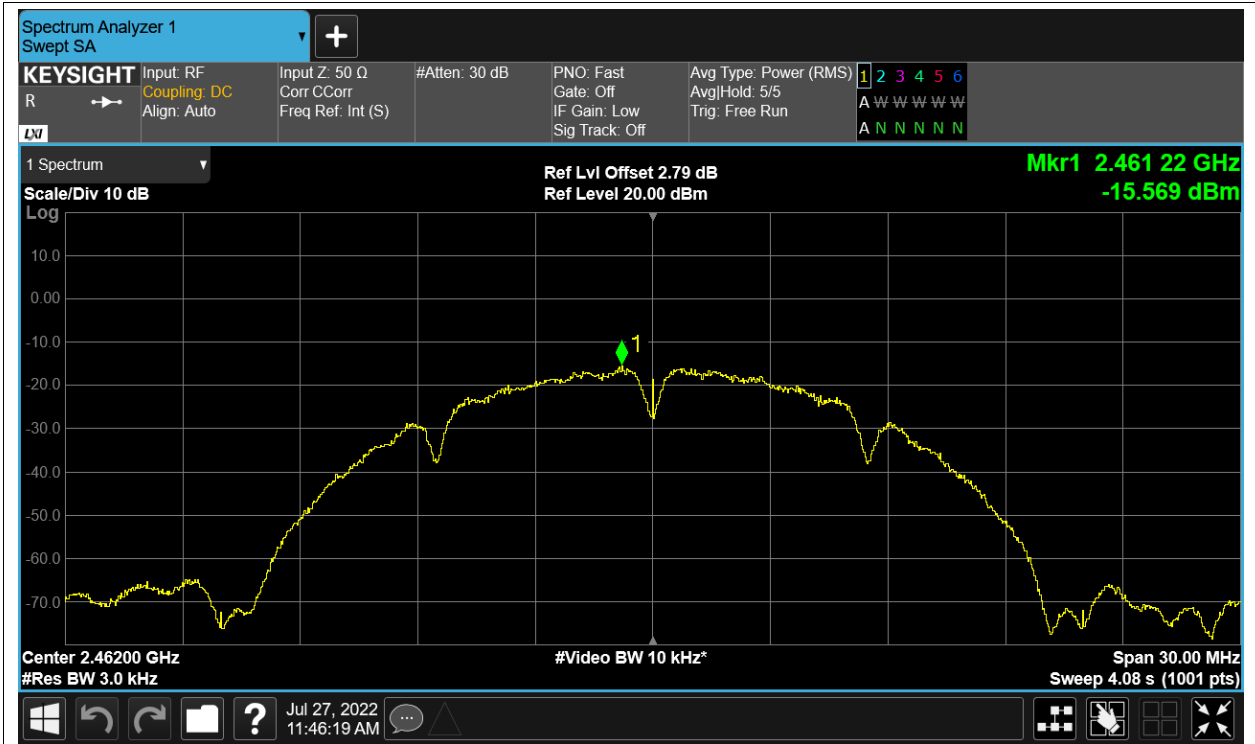 Spectrum Analyzer 1
Swept SA
KEYSIGHT
R
LXI
Input: RF
Coupling: DC
Align: Auto
Input Z: 50 Ω
Corr CCorr
Freq Ref: Int (S)
#Atten: 30 dB
PNO: Fast
Gate: Off
IF Gain: Low
Sig Track: Off
Avg Type: Power (RMS)
Avg|Hold: 5/5
Trig: Free Run
1 2 3 4 5 6
A W W W W W
A N N N N N
1 Spectrum
Scale/Div 10 dB
Log
Ref Lvl Offset 2.79 dB
Ref Level 20.00 dBm
Mkr1 2.461 22 GHz
-15.569 dBm
10.0
0.00
-10.0
-20.0
-30.0
-40.0
-50.0
-60.0
-70.0
1
Center 2.46200 GHz
#Res BW 3.0 kHz
#Video BW 10 kHz*
Span 30.00 MHz
Sweep 4.08 s (1001 pts)
?
Jul 27, 2022
11:46:19 AM